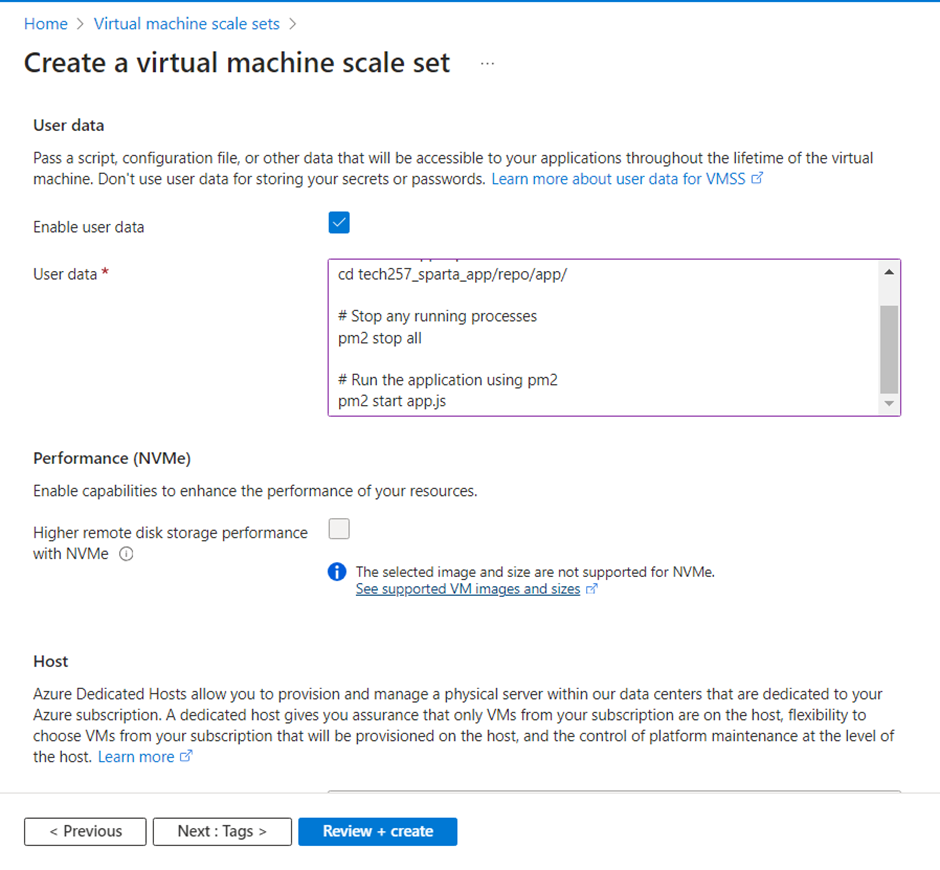 Home > Virtual machine scale sets >
Create a virtual machine scale set ...
User data
Pass a script, configuration file, or other data that will be accessible to your applications throughout the lifetime of the virtual
machine. Don't use user data for storing your secrets or passwords. Learn more about user data for VMSS
Enable user data
User data *
cd tech257_sparta_app/repo/app/
# Stop any running processes
pm2 stop all
# Run the application using pm2
pm2 start app.js
Performance (NVMe)
Enable capabilities to enhance the performance of your resources.
Higher remote disk storage performance
with NVMe
The selected image and size are not supported for NVMe.
See supported VM images and sizes
Host
Azure Dedicated Hosts allow you to provision and manage a physical server within our data centers that are dedicated to your
Azure subscription. A dedicated host gives you assurance that only VMs from your subscription are on the host, flexibility to
choose VMs from your subscription that will be provisioned on the host, and the control of platform maintenance at the level of
the host. Learn more
< Previous
Next : Tags >
Review + create